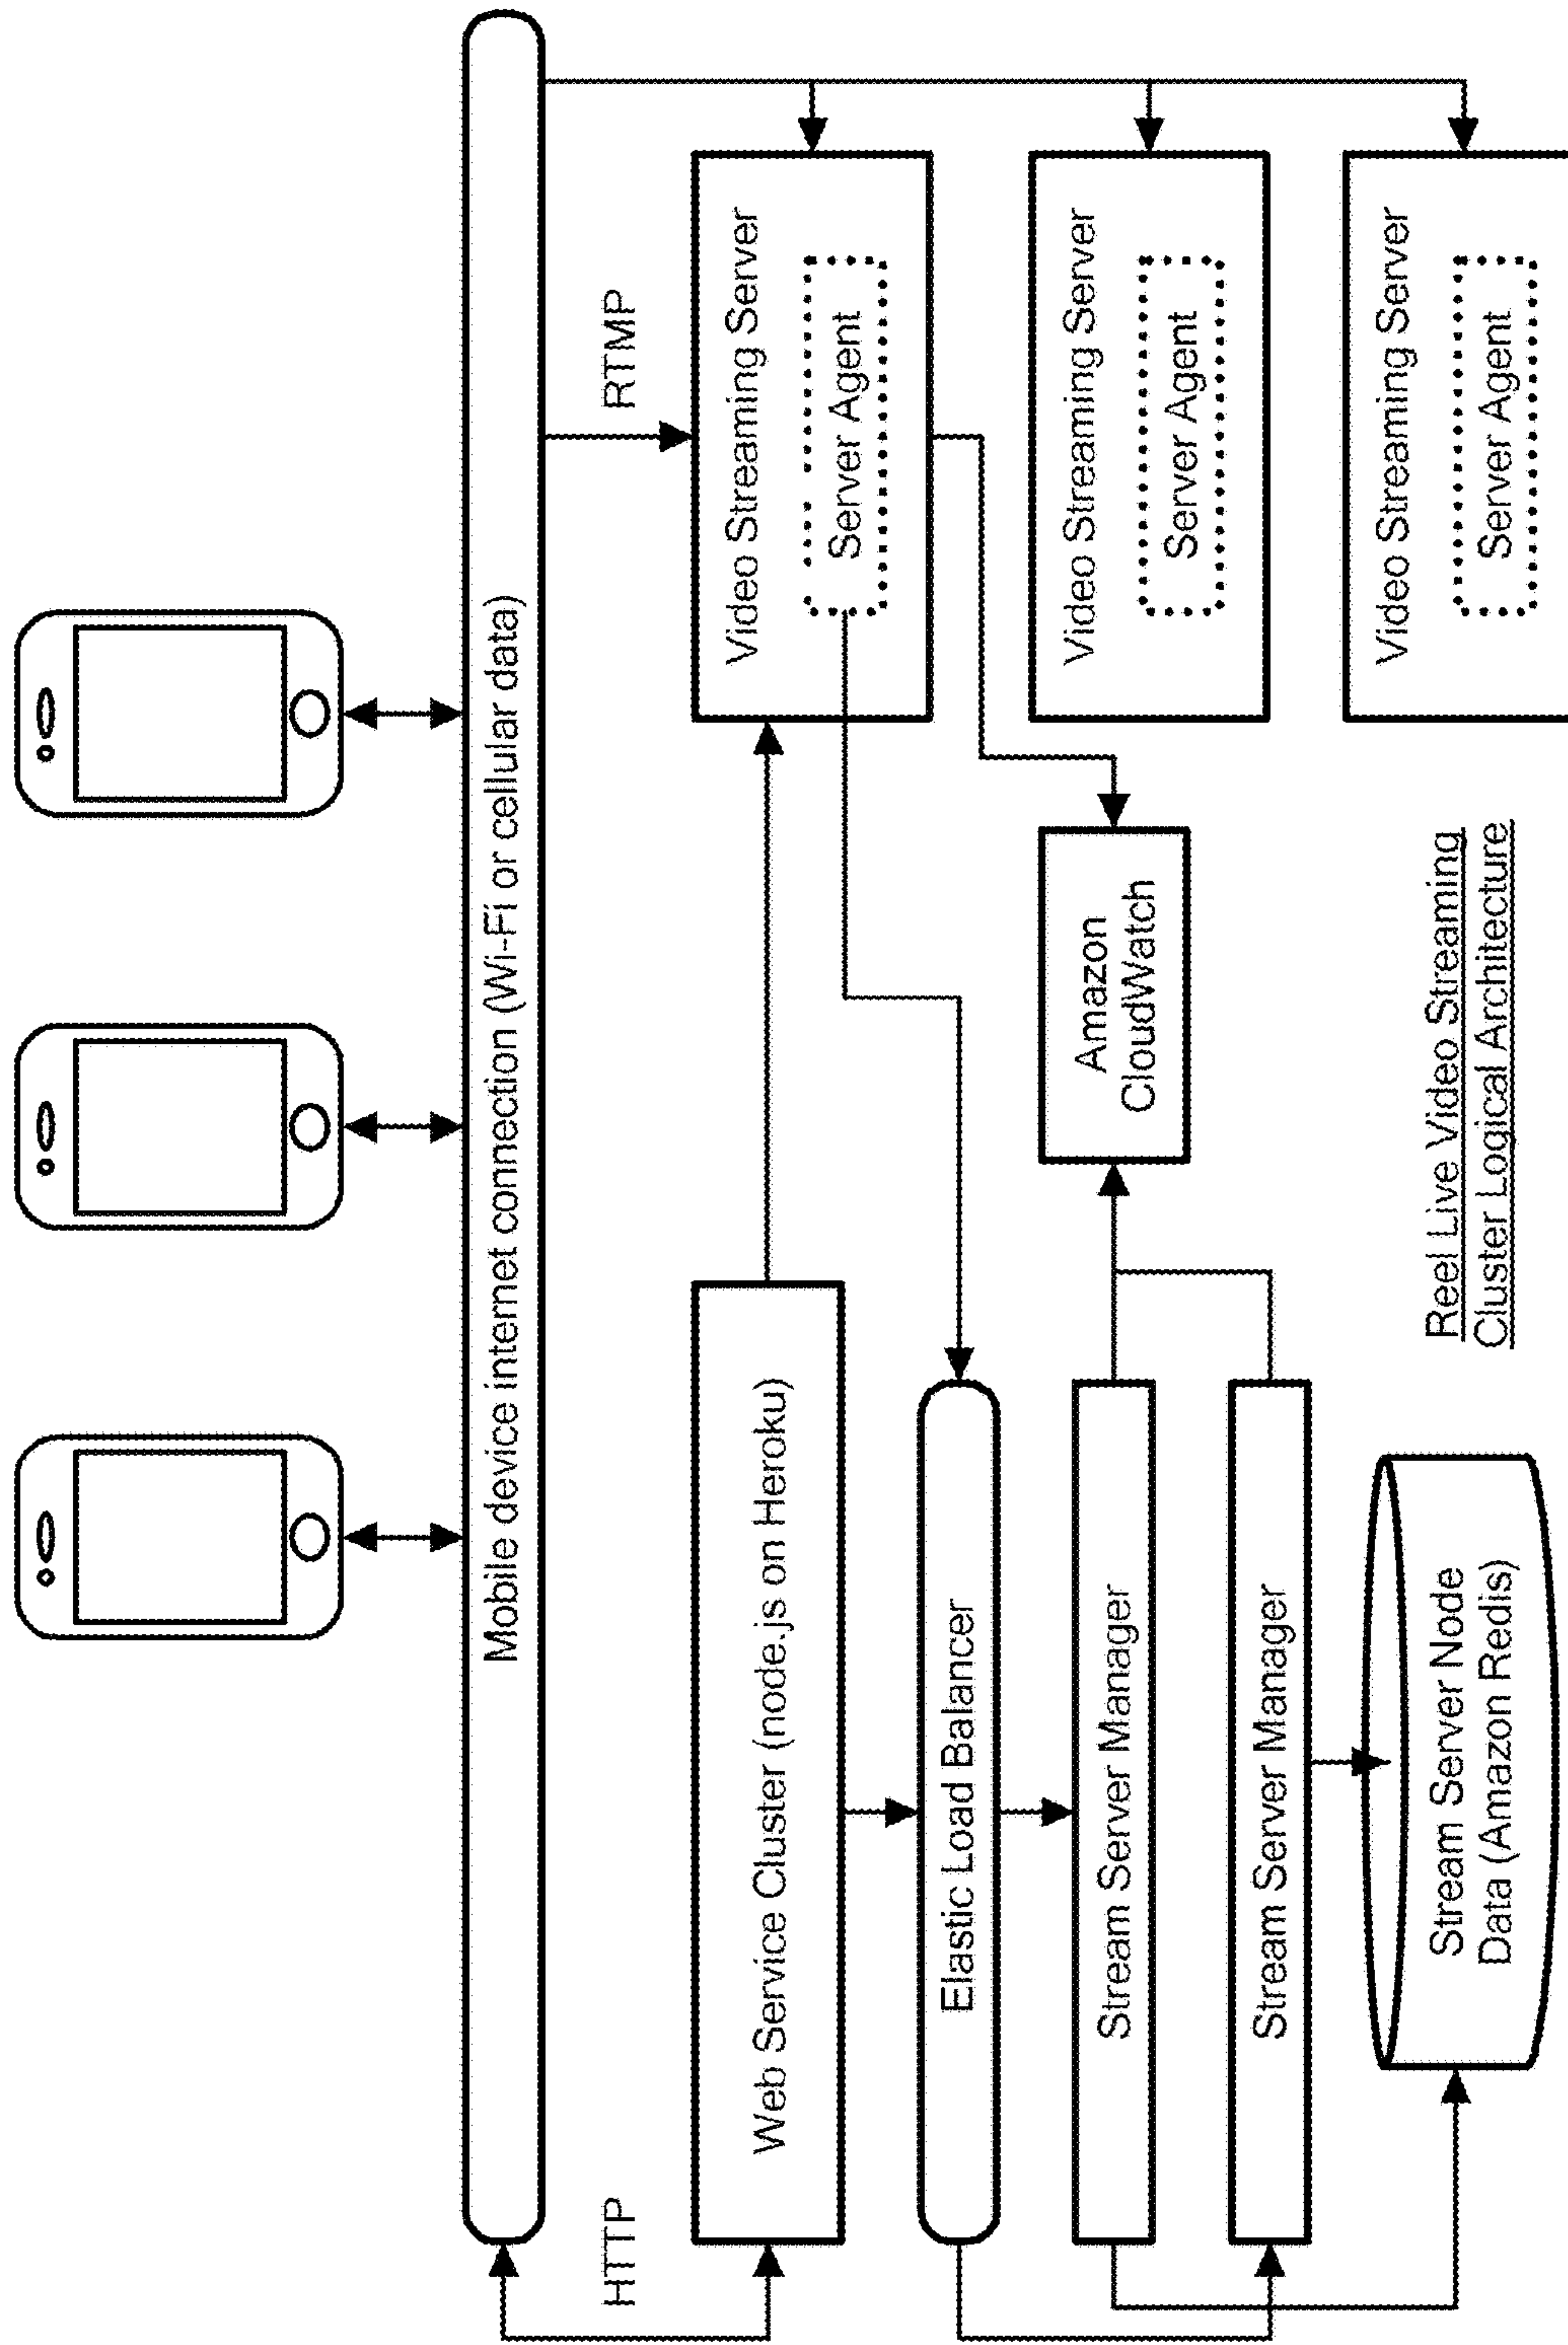 Mobile device internet connection (Wi-Fi or cellular data)
HTTP
RTMP
Web Service Cluster (node.js on Heroku)
Video Streaming Server
Server Agent
Elastic Load Balancer
Stream Server Manager
Amazon
CloudWatch
Video Streaming Server
Server Agent
Stream Server Manager
Stream Server Node
Data (Amazon Redis)
Reel Live Video Streaming
Cluster Logical Architecture
Video Streaming Server
Server Agent